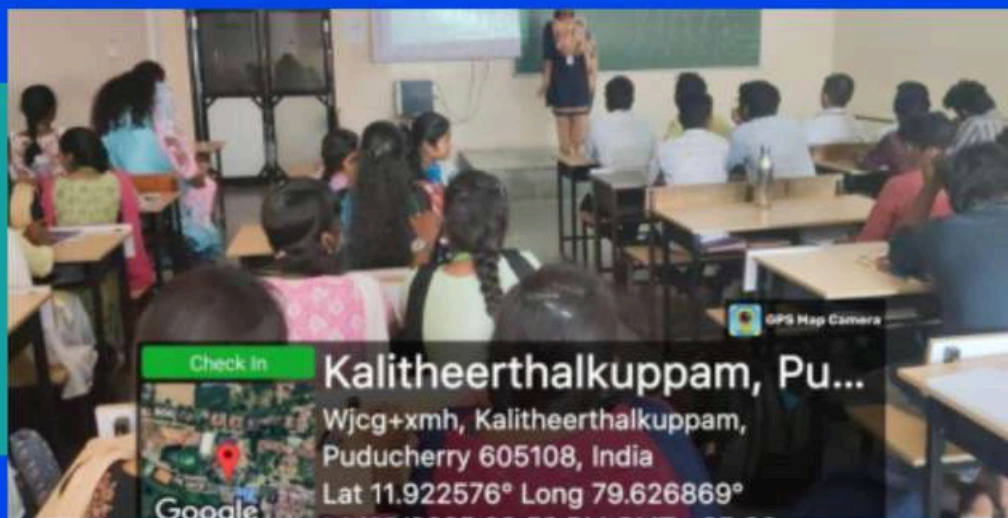 GPS Map Camera
Check In
Kalitheerthalkuppam, Pu...
Wjcg+xmh, Kalitheerthalkuppam,
Puducherry 605108, India
Lat 11.922576° Long 79.626869°
Google